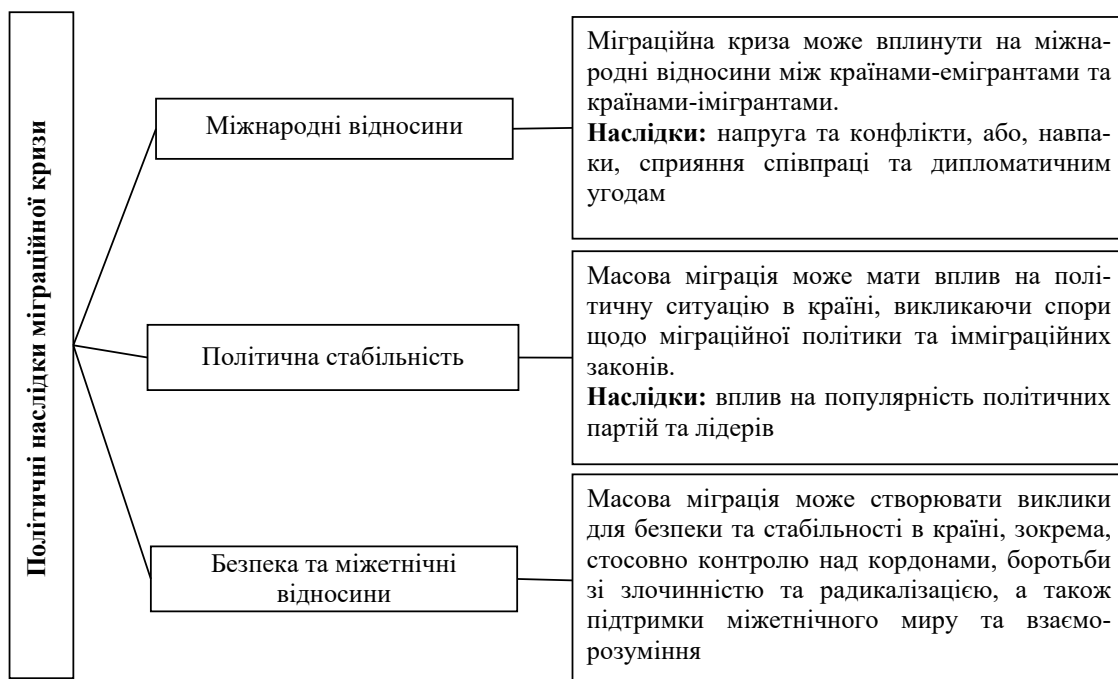 Політичні наслідки міграційної кризи
Міжнародні відносини
Міграційна криза може вплинути на міжна-
родні відносини між країнами-емігрантами та
країнами-імігрантами.
Наслідки: напруга та конфлікти, або, навпа-
ки, сприяння співпраці та дипломатичним
угодам
Політична стабільність
Масова міграція може мати вплив на полі-
тичну ситуацію в країні, викликаючи спори
щодо міграційної політики та імміграційних
законів.
Наслідки: вплив на популярність політичних
партій та лідерів
Безпека та міжетнічні
відносини
Масова міграція може створювати виклики
для безпеки та стабільності в країні, зокрема,
стосовно контролю над кордонами, боротьби
зі злочинністю та радикалізацією, а також
підтримки міжетнічного миру та взаємо-
розуміння